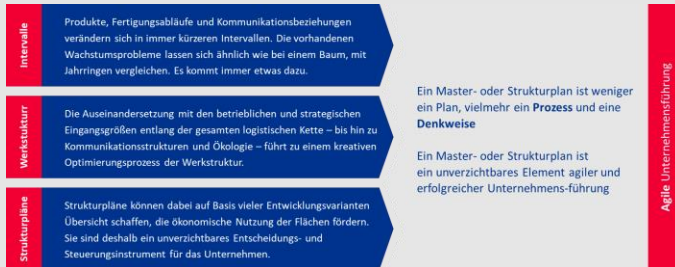 Intervalle
Produkte, Fertigungsabläufe und Kommunikationsbeziehungen
verändern sich in immer kürzeren Intervallen. Die vorhandenen
Wachstumsprobleme lassen sich ähnlich wie bei einem Baum, mit
Jahrringen vergleichen. Es kommt immer etwas dazu.
Werkstukturr
Die Auseinandersetzung mit den betrieblichen und strategischen
Eingangsgrößen entlang der gesamten logistischen Kette – bis hin zu
Kommunikationsstrukturen und Ökologie – führt zu einem kreativen
Optimierungsprozess der Werkstruktur.
Strukturpläne
Strukturpläne können dabei auf Basis vieler Entwicklungsvarianten
Übersicht schaffen, die ökonomische Nutzung der Flächen fördern.
Sie sind deshalb ein unverzichtbares Entscheidungs- und
Steuerungsinstrument für das Unternehmen.
Ein Master- oder Strukturplan ist weniger
ein Plan, vielmehr ein Prozess und eine
Denkweise
Ein Master- oder Strukturplan ist
ein unverzichtbares Element agiler und
erfolgreicher Unternehmens-führung
Agile Unternehmensführung